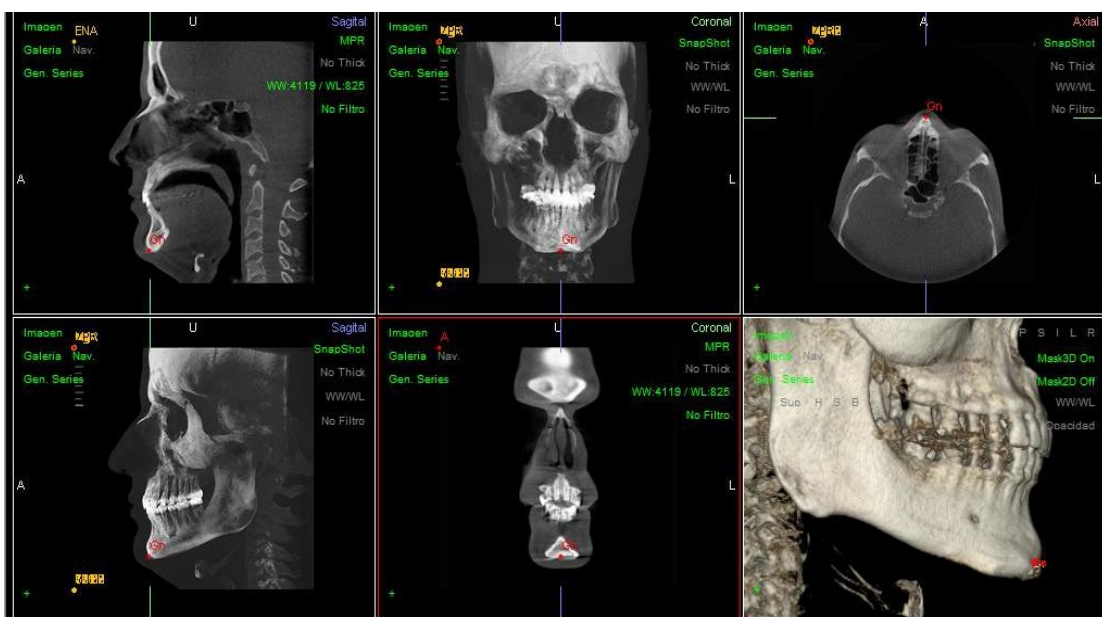 Imagen
ENA
U
Sagital
Galeria Nav.
MPR
Gen. Series
No Thick
WW:4119 / WL:825
No Filtro
A
Gn
Imagen
U
Coronal
Galeria Nav.
SnapShot
Gen. Series
No Thick
WW/WL
No Filtro
L
Gn
Imagen
A
Axial
Galeria Nav.
SnapShot
Gen. Series
No Thick
WW/WL
No Filtro
Gn
L
Imagen
U
Sagital
Galeria Nav.
SnapShot
Gen. Series
No Thick
WW/WL
No Filtro
A
Gn
Imagen
A
U
Coronal
Galeria Nav.
MPR
Gen. Series
No Thick
WW:4119 / WL:825
No Filtro
L
Gn
P S I L R
Galeria Nav.
Mask3D On
Gen. Series
Mask2D Off
Suo H S B
WW/WL
Opacidad